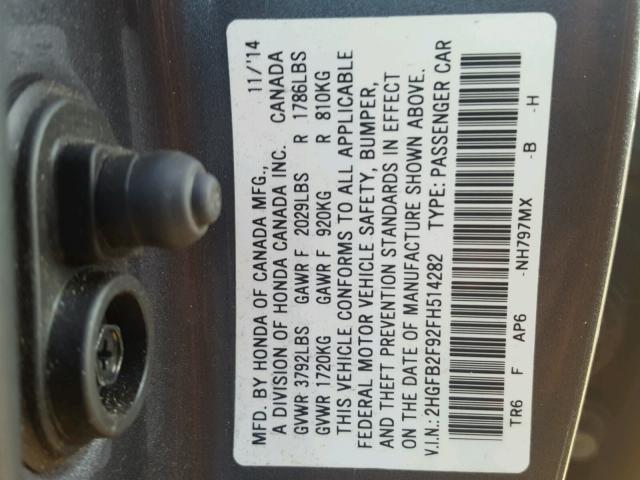 MFD. BY HONDA OF CANADA MFG., 11/'14
A DIVISION OF HONDA CANADA INC. CANADA
GVWR 3792LBS GAWR F 2029LBS R 1786LBS
GVWR 1720KG GAWR F 920KG R 810KG
THIS VEHICLE CONFORMS TO ALL APPLICABLE
FEDERAL MOTOR VEHICLE SAFETY, BUMPER,
AND THEFT PREVENTION STANDARDS IN EFFECT
ON THE DATE OF MANUFACTURE SHOWN ABOVE.
V.I.N.: 2HGFB2F92FH514282 TYPE: PASSENGER CAR
TR6 F AP6 -NH797MX -B -H